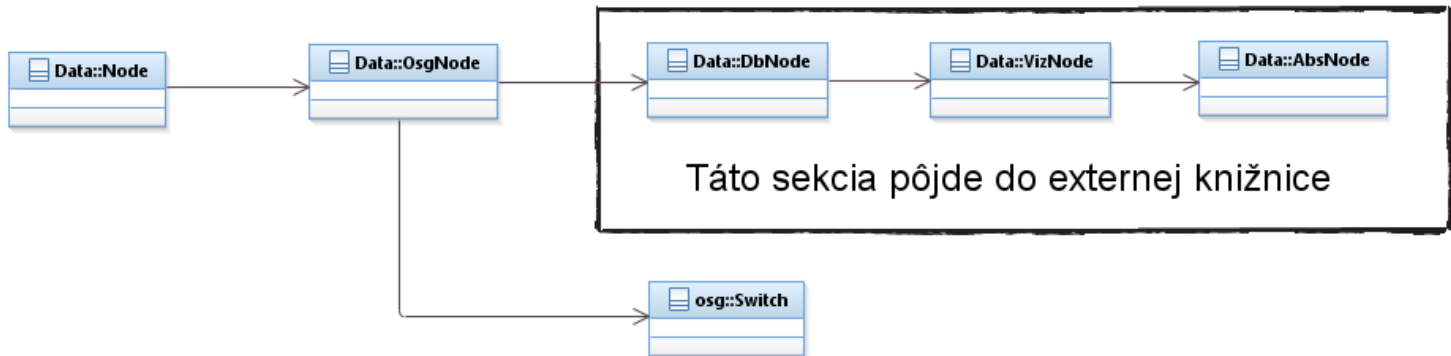 Data::Node
Data::OsgNode
Data::DbNode
Data::VizNode
Data::AbsNode
Táto sekcia pôjde do externej knižnice
osg::Switch